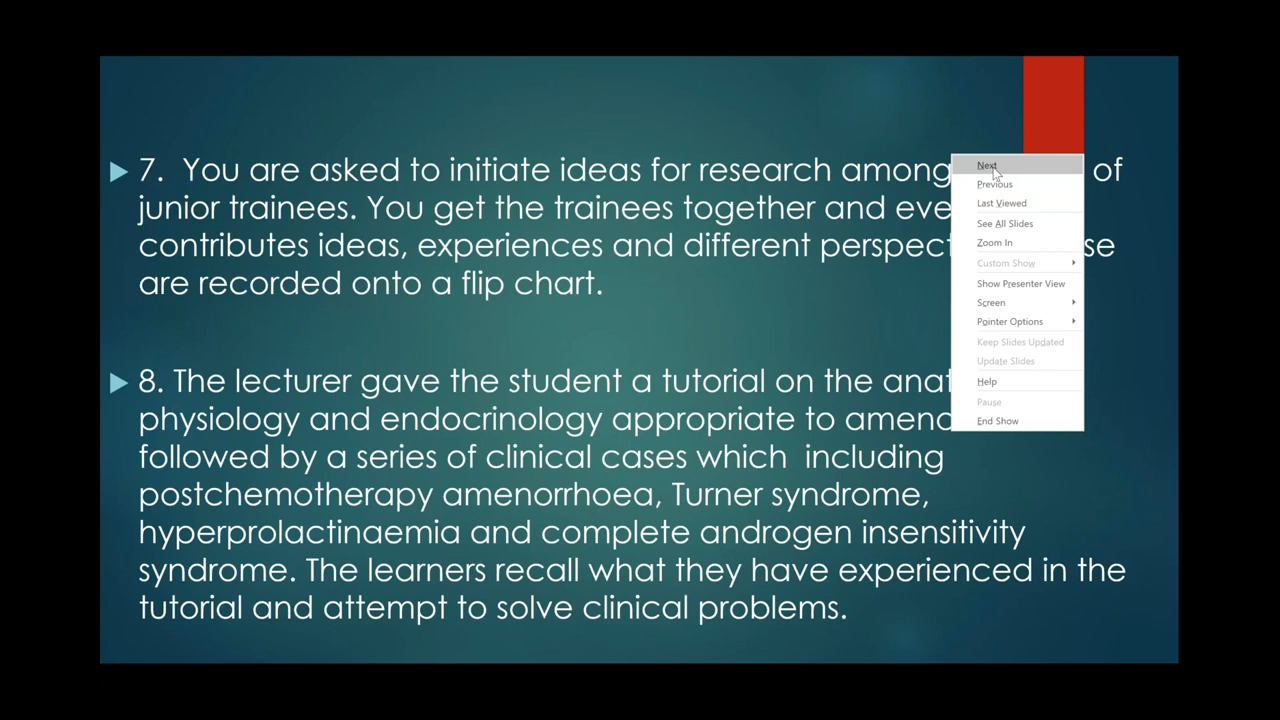 7. You are asked to initiate ideas for research among of
junior trainees. You get the trainees together and
contributes ideas, experiences and different
are recorded onto a flip chart.
8. The lecturer gave the student a tutorial on the
physiology and endocrinology appropriate to
followed by a series of clinical cases which including
postchemotherapy amenorrhoea, Turner syndrome,
hyperprolactinaemia and complete androgen insensitivity
syndrome. The learners recall what they have experienced in the
tutorial and attempt to solve clinical problems.
Next
Previous
Last Viewed
See All Slides
Zoom In
Custom Show
Show Presenter View
Screen
Pointer Options
Keep Slides Updated
Update Slides
Help
Pause
End Show